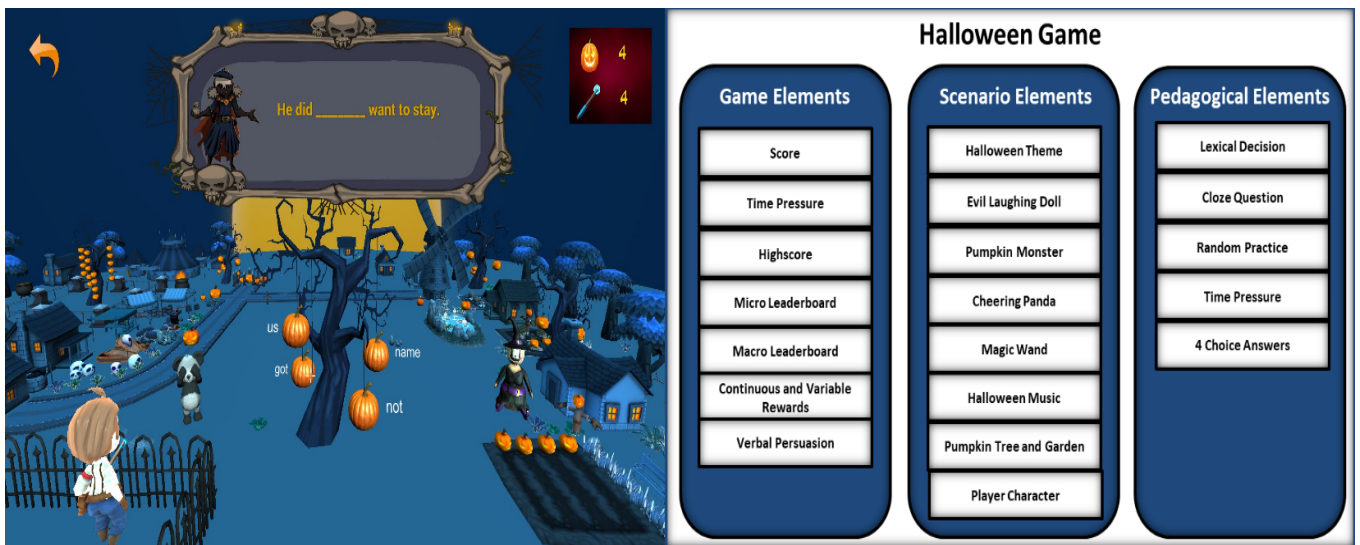 He did _______ want to stay.
4
4
us
name
got
not
Halloween Game
Game Elements
Score
Time Pressure
Highscore
Micro Leaderboard
Macro Leaderboard
Continuous and Variable
Rewards
Verbal Persuasion
Scenario Elements
Halloween Theme
Evil Laughing Doll
Pumpkin Monster
Cheering Panda
Magic Wand
Halloween Music
Pumpkin Tree and Garden
Player Character
Pedagogical Elements
Lexical Decision
Cloze Question
Random Practice
Time Pressure
4 Choice Answers